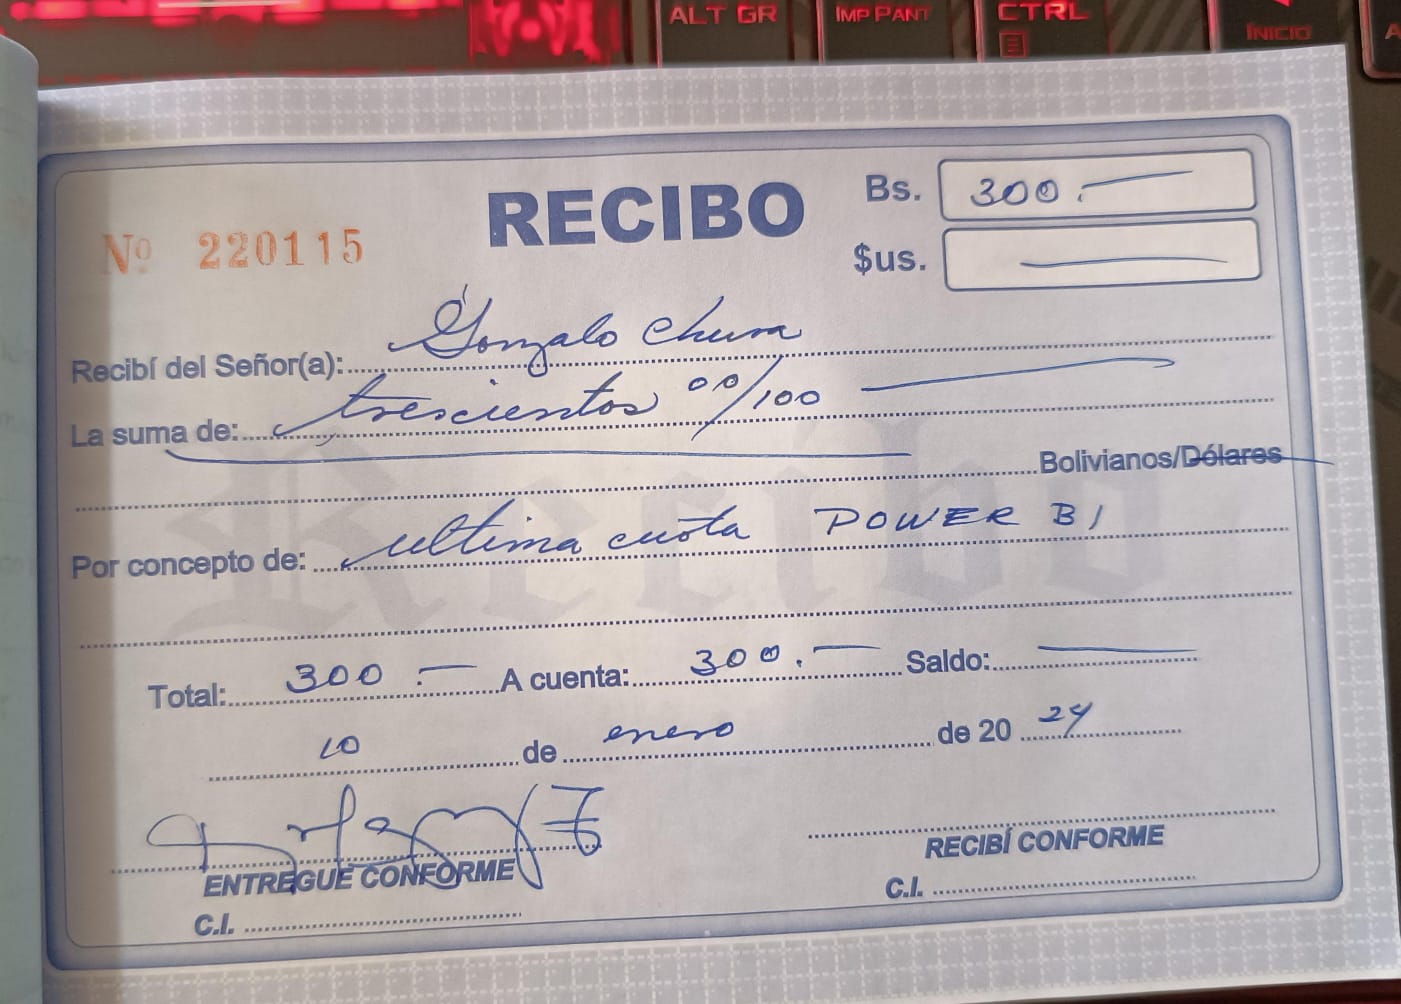 ALT GR
IMP PANT
CTRL
INICIO
RECIBO
Bs. 300.-
Nº 220115
$us.
Recibí del Señor(a): Gonzalo Chura
La suma de: trescientos 00/100
Bolivianos/Dólares
Recibo
Por concepto de: ultima cuota POWER BI
Total: 300.- A cuenta: 300.- Saldo:
10 de enero de 20 24
ENTREGUE CONFORME
RECIBÍ CONFORME
C.I.
C.I.